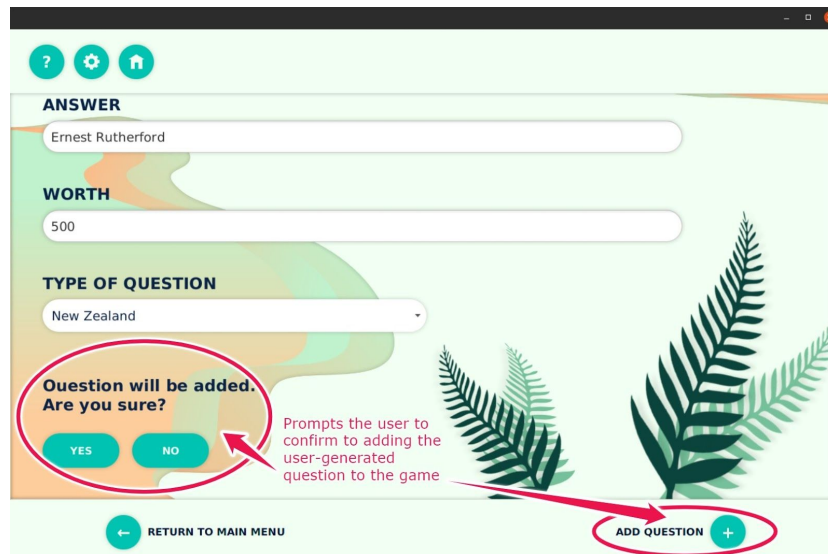 ?
ANSWER
Ernest Rutherford
WORTH
500
TYPE OF QUESTION
New Zealand
Question will be added.
Are you sure?
YES NO
Prompts the user to
confirm to adding the
user-generated
question to the game
← RETURN TO MAIN MENU
ADD QUESTION +